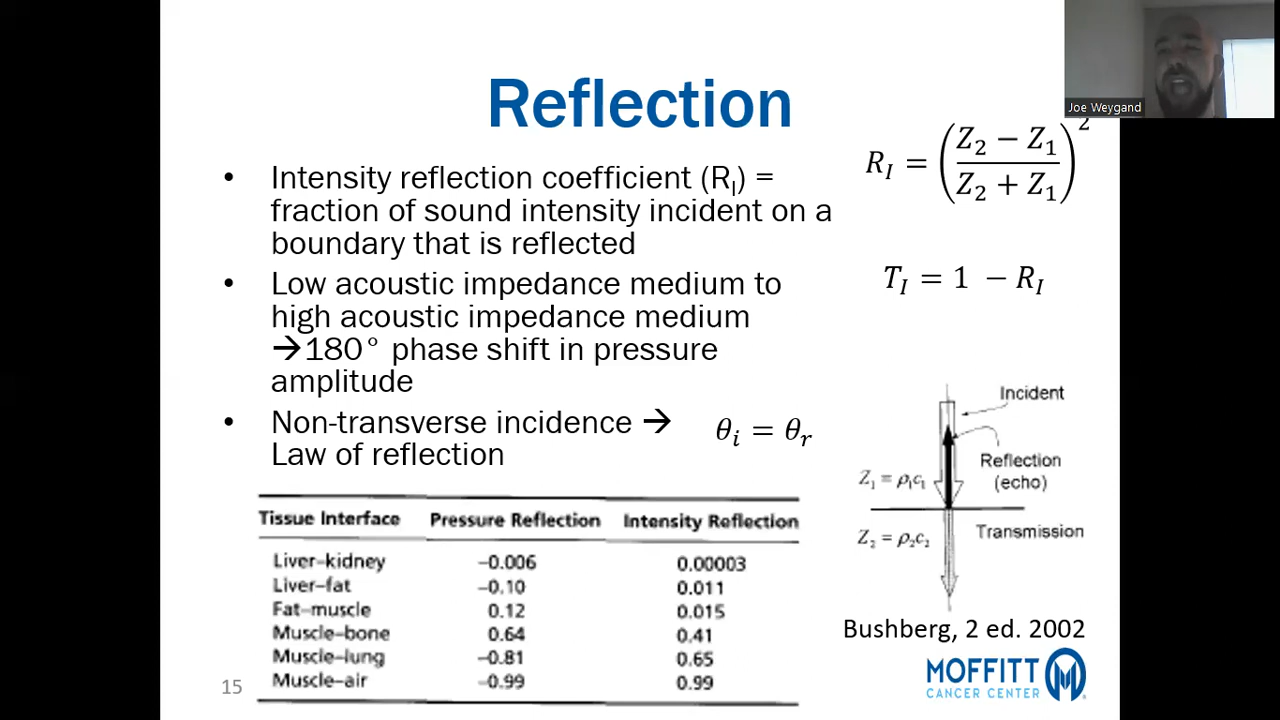 Joe Weygand
Reflection
• Intensity reflection coefficient (R_I) =
fraction of sound intensity incident on a
boundary that is reflected
• Low acoustic impedance medium to
high acoustic impedance medium
→180° phase shift in pressure
amplitude
• Non-transverse incidence →
Law of reflection
θ_i = θ_r
R_I = ((Z_2 − Z_1)/(Z_2 + Z_1))^2
T_I = 1 − R_I
Incident
Reflection
(echo)
Z_1 = ρ_1c_1
Z_2 = ρ_2c_2
Transmission
Bushberg, 2 ed. 2002
Tissue Interface Pressure Reflection Intensity Reflection
Liver–kidney −0.006 0.00003
Liver–fat −0.10 0.011
Fat–muscle 0.12 0.015
Muscle–bone 0.64 0.41
Muscle–lung −0.81 0.65
Muscle–air −0.99 0.99
15
MOFFITT
CANCER CENTER